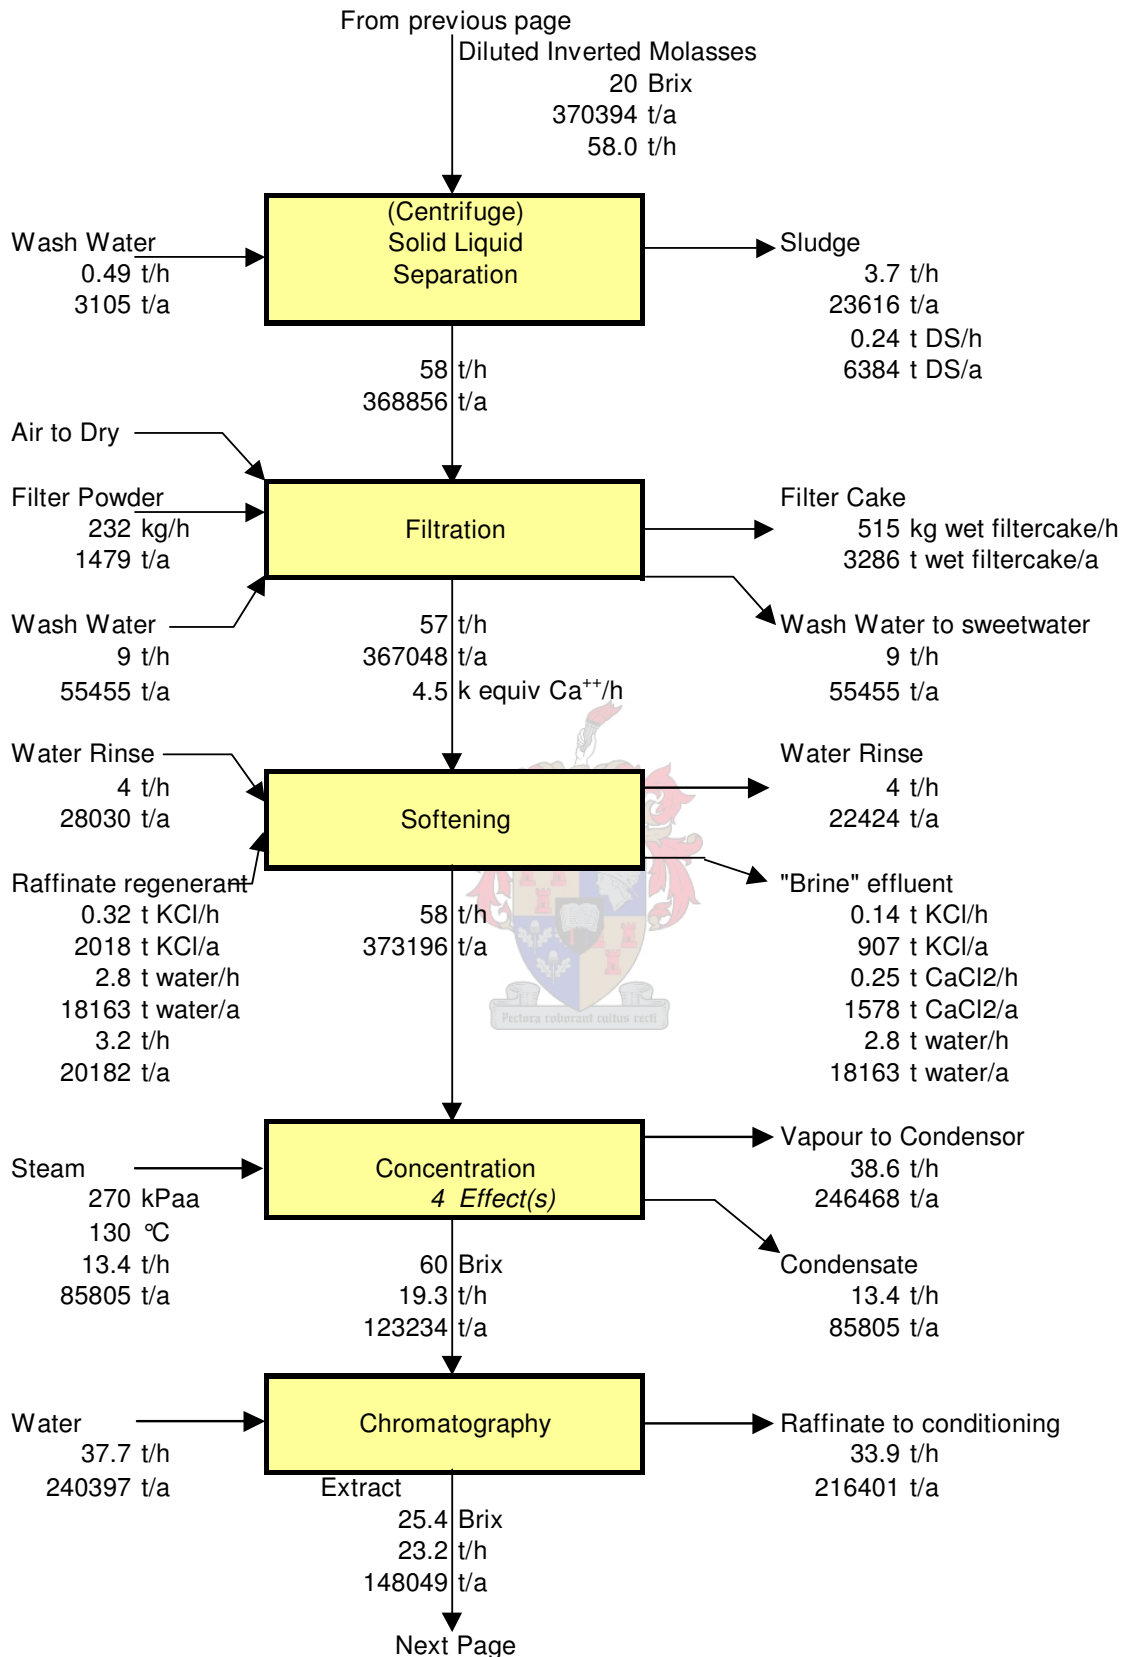 From previous page
Diluted Inverted Molasses
20 Brix
370394 t/a
58.0 t/h
(Centrifuge)
Solid Liquid
Separation
Wash Water
0.49 t/h
3105 t/a
Sludge
3.7 t/h
23616 t/a
0.24 t DS/h
6384 t DS/a
58 t/h
368856 t/a
Air to Dry
Filter Powder
232 kg/h
1479 t/a
Filtration
Filter Cake
515 kg wet filtercake/h
3286 t wet filtercake/a
Wash Water
9 t/h
55455 t/a
57 t/h
367048 t/a
4.5 k equiv Ca⁺⁺/h
Wash Water to sweetwater
9 t/h
55455 t/a
Water Rinse
4 t/h
28030 t/a
Softening
Water Rinse
4 t/h
22424 t/a
Raffinate regenerant
0.32 t KCl/h
2018 t KCl/a
2.8 t water/h
18163 t water/a
3.2 t/h
20182 t/a
58 t/h
373196 t/a
"Brine" effluent
0.14 t KCl/h
907 t KCl/a
0.25 t CaCl2/h
1578 t CaCl2/a
2.8 t water/h
18163 t water/a
Pectora roborant cultus recti
Steam
270 kPaa
130 °C
13.4 t/h
85805 t/a
Concentration
4 Effect(s)
Vapour to Condensor
38.6 t/h
246468 t/a
Condensate
13.4 t/h
85805 t/a
60 Brix
19.3 t/h
123234 t/a
Water
37.7 t/h
240397 t/a
Chromatography
Raffinate to conditioning
33.9 t/h
216401 t/a
Extract
25.4 Brix
23.2 t/h
148049 t/a
Next Page